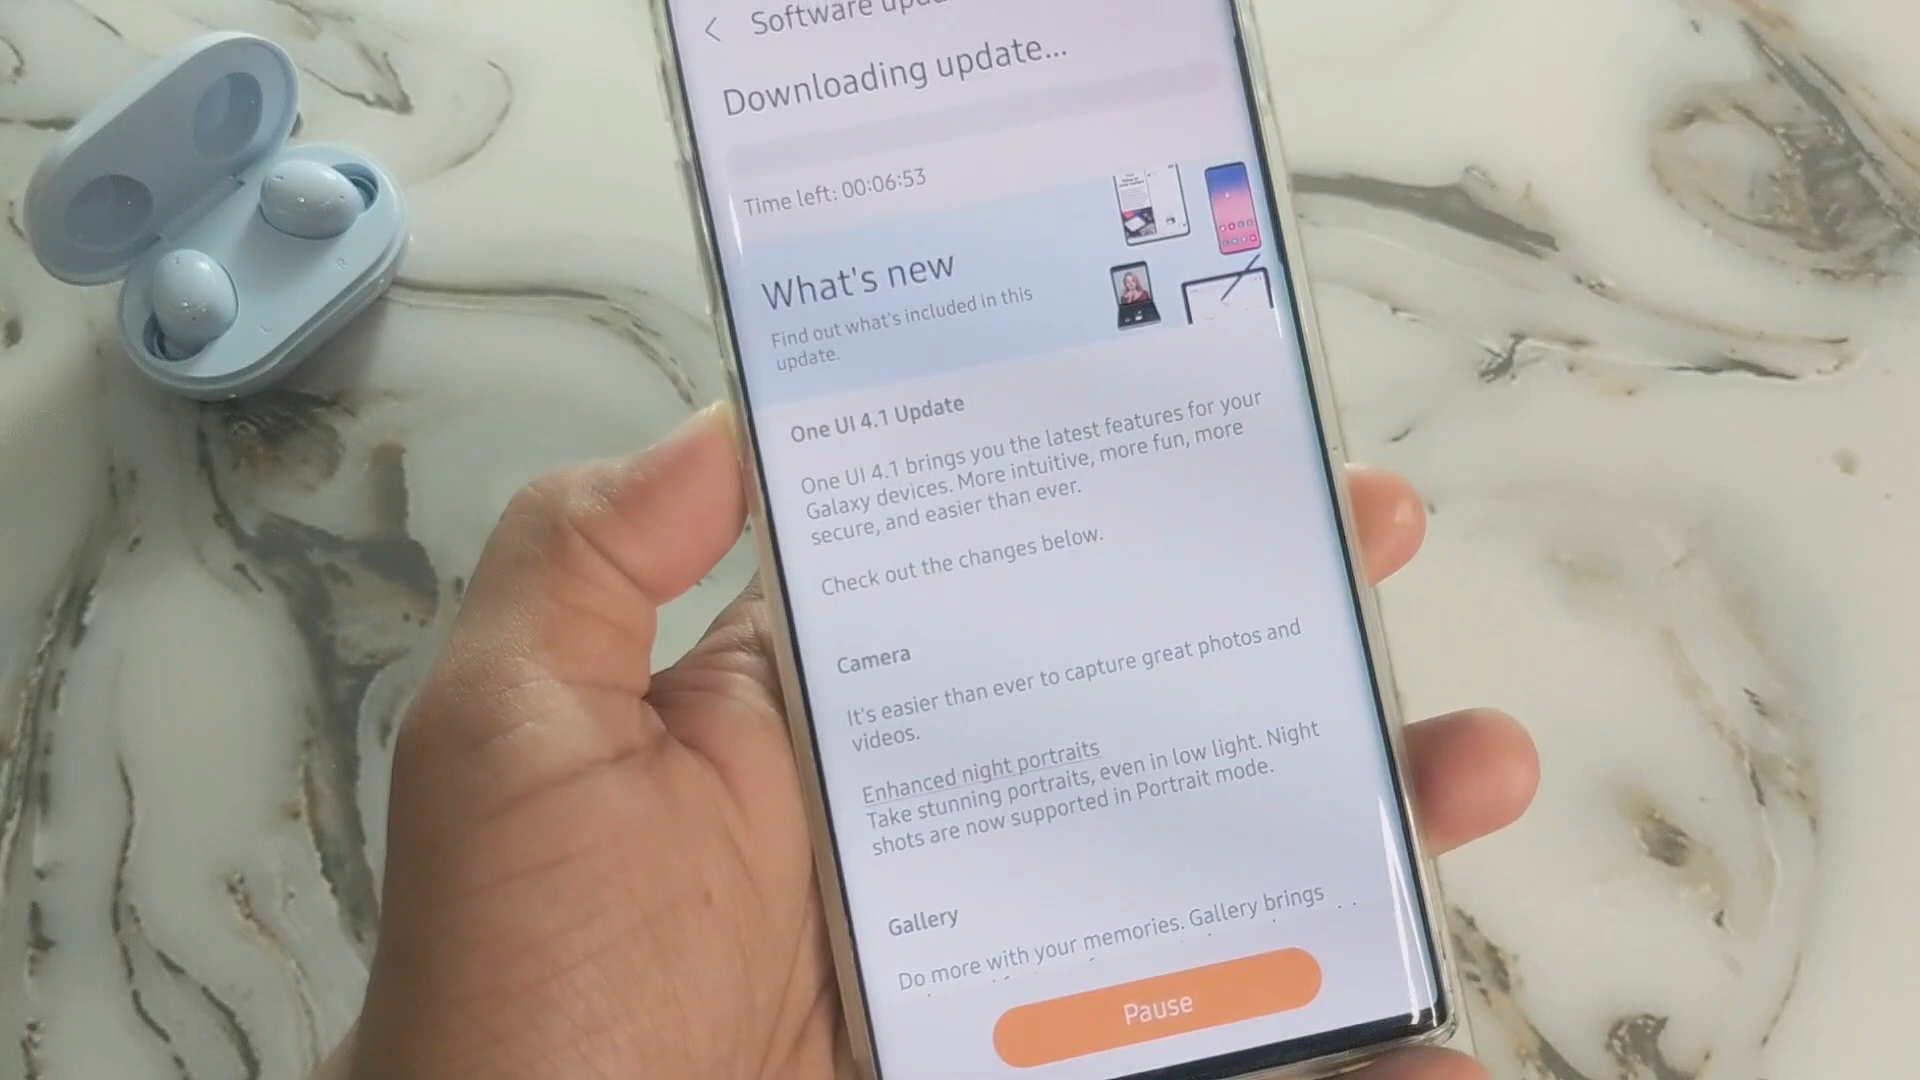 Software
Downloading update...
Time left: 00:06:53
What's new
Find out what's included in this
update.
One UI 4.1 Update
One UI 4.1 brings you the latest features for your
Galaxy devices. More intuitive, more fun, more
secure, and easier than ever.
Check out the changes below.
Camera
It's easier than ever to capture great photos and
videos.
Enhanced night portraits
Take stunning portraits, even in low light. Night
shots are now supported in Portrait mode.
Gallery
Do more with your memories. Gallery brings
Pause
R
L